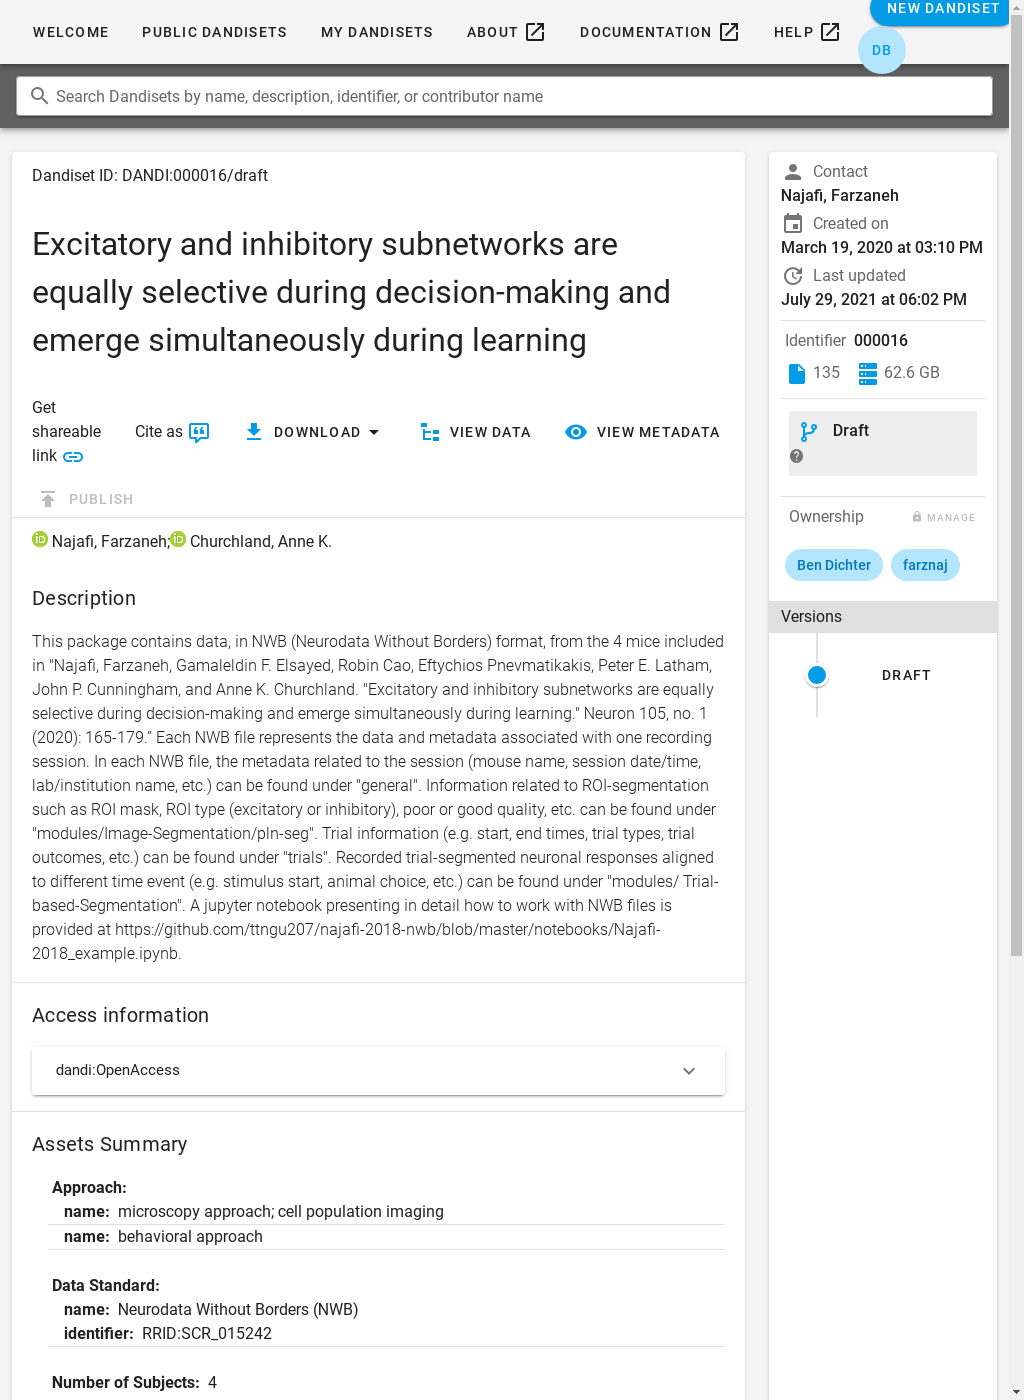 WELCOME
PUBLIC DANDISETS
MY DANDISETS
ABOUT
DOCUMENTATION
HELP
NEW DANDISET
DB
Search Dandisets by name, description, identifier, or contributor name
Dandiset ID: DANDI:000016/draft
Excitatory and inhibitory subnetworks are
equally selective during decision-making and
emerge simultaneously during learning
Get
shareable
link
Cite as
DOWNLOAD
VIEW DATA
VIEW METADATA
PUBLISH
Najafi, Farzaneh; Churchland, Anne K.
Description
This package contains data, in NWB (Neurodata Without Borders) format, from the 4 mice included
in "Najafi, Farzaneh, Gamaleldin F. Elsayed, Robin Cao, Eftychios Pnevmatikakis, Peter E. Latham,
John P. Cunningham, and Anne K. Churchland. "Excitatory and inhibitory subnetworks are equally
selective during decision-making and emerge simultaneously during learning." Neuron 105, no. 1
(2020): 165-179." Each NWB file represents the data and metadata associated with one recording
session. In each NWB file, the metadata related to the session (mouse name, session date/time,
lab/institution name, etc.) can be found under "general". Information related to ROI-segmentation
such as ROI mask, ROI type (excitatory or inhibitory), poor or good quality, etc. can be found under
"modules/Image-Segmentation/pln-seg". Trial information (e.g. start, end times, trial types, trial
outcomes, etc.) can be found under "trials". Recorded trial-segmented neuronal responses aligned
to different time event (e.g. stimulus start, animal choice, etc.) can be found under "modules/ Trial-
based-Segmentation". A jupyter notebook presenting in detail how to work with NWB files is
provided at https://github.com/ttngu207/najafi-2018-nwb/blob/master/notebooks/Najafi-
2018_example.ipynb.
Access information
dandi:OpenAccess
Assets Summary
Approach:
name: microscopy approach; cell population imaging
name: behavioral approach
Data Standard:
name: Neurodata Without Borders (NWB)
identifier: RRID:SCR_015242
Number of Subjects: 4
Contact
Najafi, Farzaneh
Created on
March 19, 2020 at 03:10 PM
Last updated
July 29, 2021 at 06:02 PM
Identifier 000016
135
62.6 GB
Draft
Ownership
MANAGE
Ben Dichter
farznaj
Versions
DRAFT